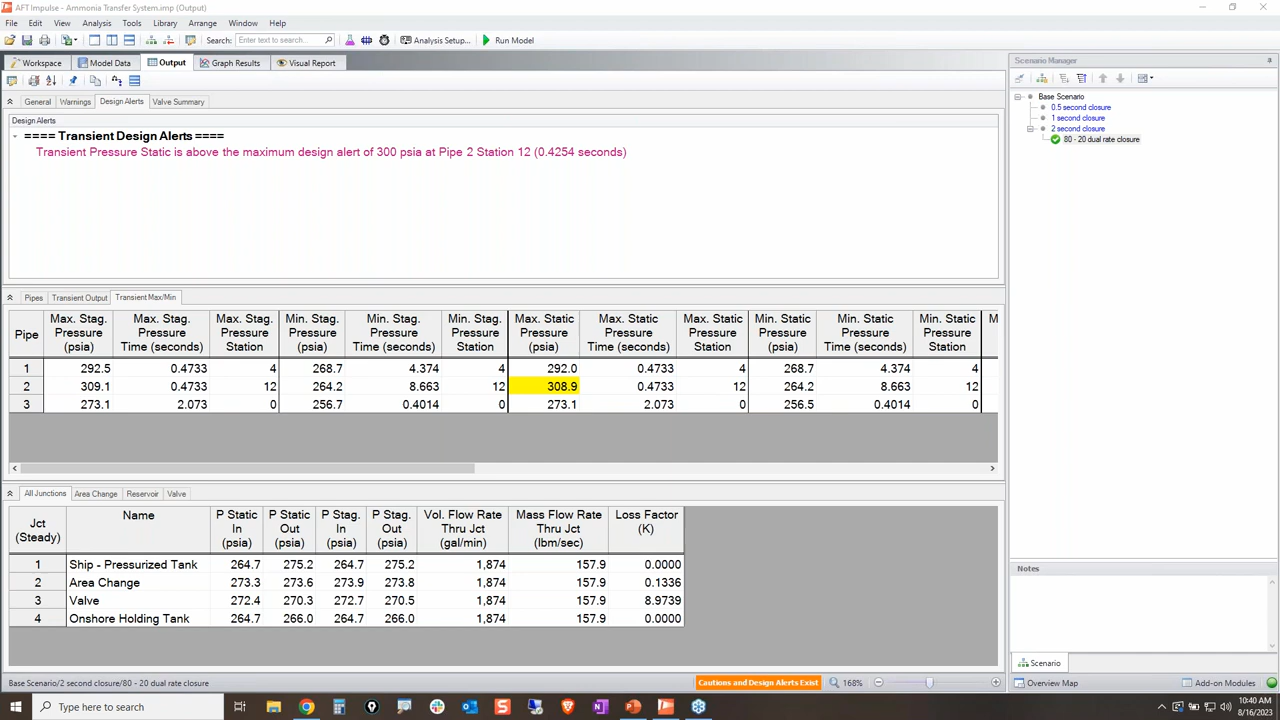 AFT Impulse - Ammonia Transfer System.imp (Output)
File Edit View Analysis Tools Library Arrange Window Help
Search: Enter text to search... Analysis Setup... Run Model
Workspace Model Data Output Graph Results Visual Report
General Warnings Design Alerts Valve Summary
Design Alerts
==== Transient Design Alerts ====
Transient Pressure Static is above the maximum design alert of 300 psia at Pipe 2 Station 12 (0.4254 seconds)
Pipes Transient Output Transient Max/Min
Pipe Max. Stag. Pressure (psia) Max. Stag. Pressure Time (seconds) Max. Stag. Pressure Station Min. Stag. Pressure (psia) Min. Stag. Pressure Time (seconds) Min. Stag. Pressure Station Max. Static Pressure (psia) Max. Static Pressure Time (seconds) Max. Static Pressure Station Min. Static Pressure (psia) Min. Static Pressure Time (seconds) Min. Static Pressure Station M
1 292.5 0.4733 4 268.7 4.374 4 292.0 0.4733 4 268.7 4.374 4
2 309.1 0.4733 12 264.2 8.663 12 308.9 0.4733 12 264.2 8.663 12
3 273.1 2.073 0 256.7 0.4014 0 273.1 2.073 0 256.5 0.4014 0
All Junctions Area Change Reservoir Valve
Jct (Steady) Name P Static In (psia) P Static Out (psia) P Stag. In (psia) P Stag. Out (psia) Vol. Flow Rate Thru Jct (gal/min) Mass Flow Rate Thru Jct (lbm/sec) Loss Factor (K)
1 Ship - Pressurized Tank 264.7 275.2 264.7 275.2 1,874 157.9 0.0000
2 Area Change 273.3 273.6 273.9 273.8 1,874 157.9 0.1336
3 Valve 272.4 270.3 272.7 270.5 1,874 157.9 8.9739
4 Onshore Holding Tank 264.7 266.0 264.7 266.0 1,874 157.9 0.0000
Scenario Manager
Base Scenario
0.5 second closure
1 second closure
2 second closure
80 - 20 dual rate closure
Notes
Scenario
Base Scenario/2 second closure/80 - 20 dual rate closure Cautions and Design Alerts Exist 168% Overview Map Add-on Modules
Type here to search
10:40 AM
8/16/2023